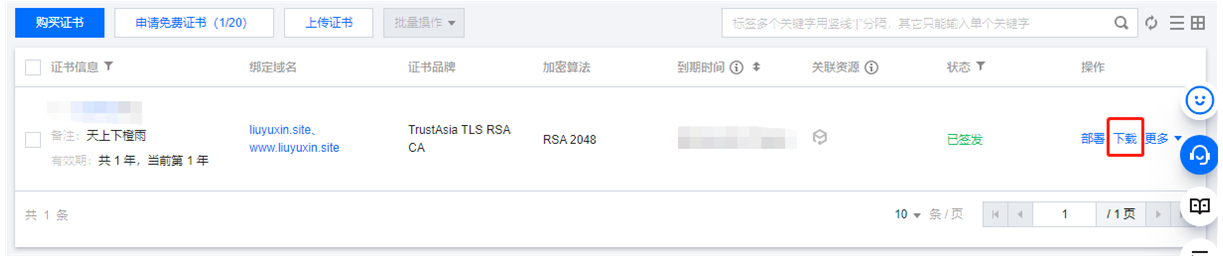 购买证书 申请免费证书（1/20） 上传证书 批量操作 标签多个关键字用竖线"|"分隔，其它只能输入单个关键字
证书信息 绑定域名 证书品牌 加密算法 到期时间 关联资源 状态 操作
备注：天上下橙雨
有效期：共 1 年，当前第 1 年
liuyuxin.site、
www.liuyuxin.site
TrustAsia TLS RSA
CA
RSA 2048
已签发
部署 下载 更多
共 1 条
10 条 / 页 1 / 1 页